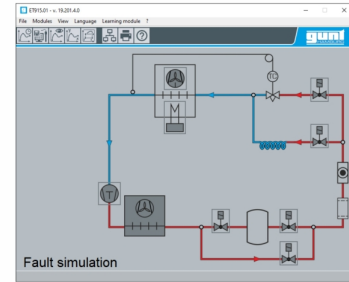 ET915.01 - v. 19.201.4.0
File Modules View Language Learning module ?
gunt
TC
M
T
Fault simulation